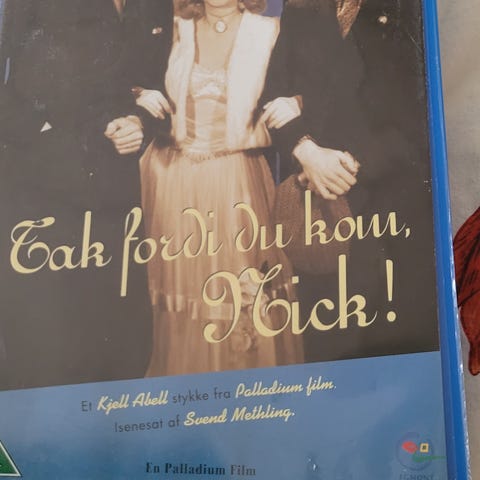 Tak fordi du kom,
Nick!
Et Kjell Abell stykke fra Palladium film.
Isenesat af Svend Methling.
En Palladium Film
EGMONT